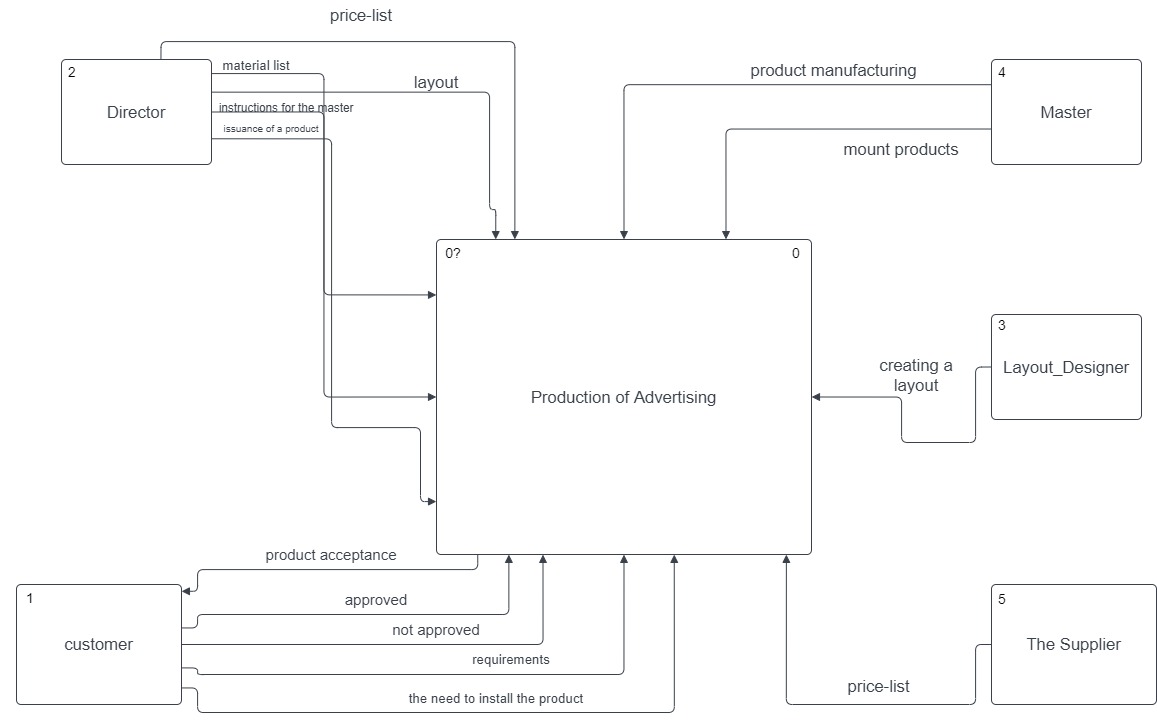 price-list
2
Director
material list
layout
instructions for the master
issuance of a product
product manufacturing
4
Master
mount products
0?
0
Production of Advertising
3
Layout_Designer
creating a
layout
product acceptance
1
customer
approved
not approved
requirements
the need to install the product
5
The Supplier
price-list